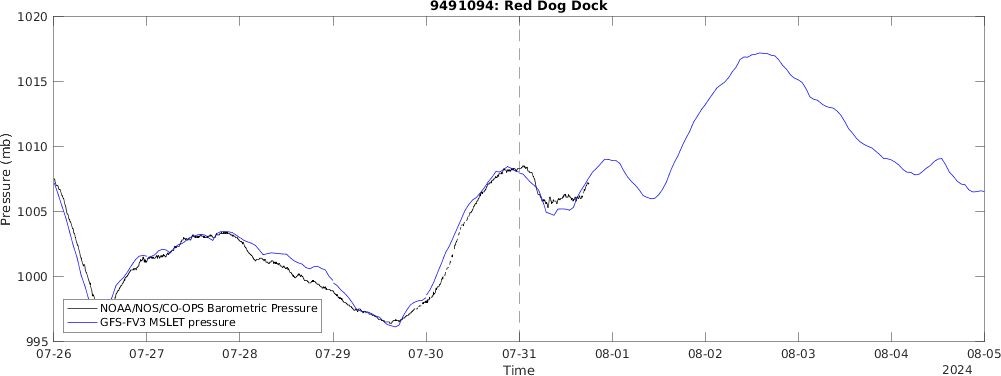 9491094: Red Dog Dock
1020
1015
1010
1005
1000
995
Pressure (mb)
NOAA/NOS/CO-OPS Barometric Pressure
GFS-FV3 MSLET pressure
07-26 07-27 07-28 07-29 07-30 07-31 08-01 08-02 08-03 08-04 08-05
Time
2024